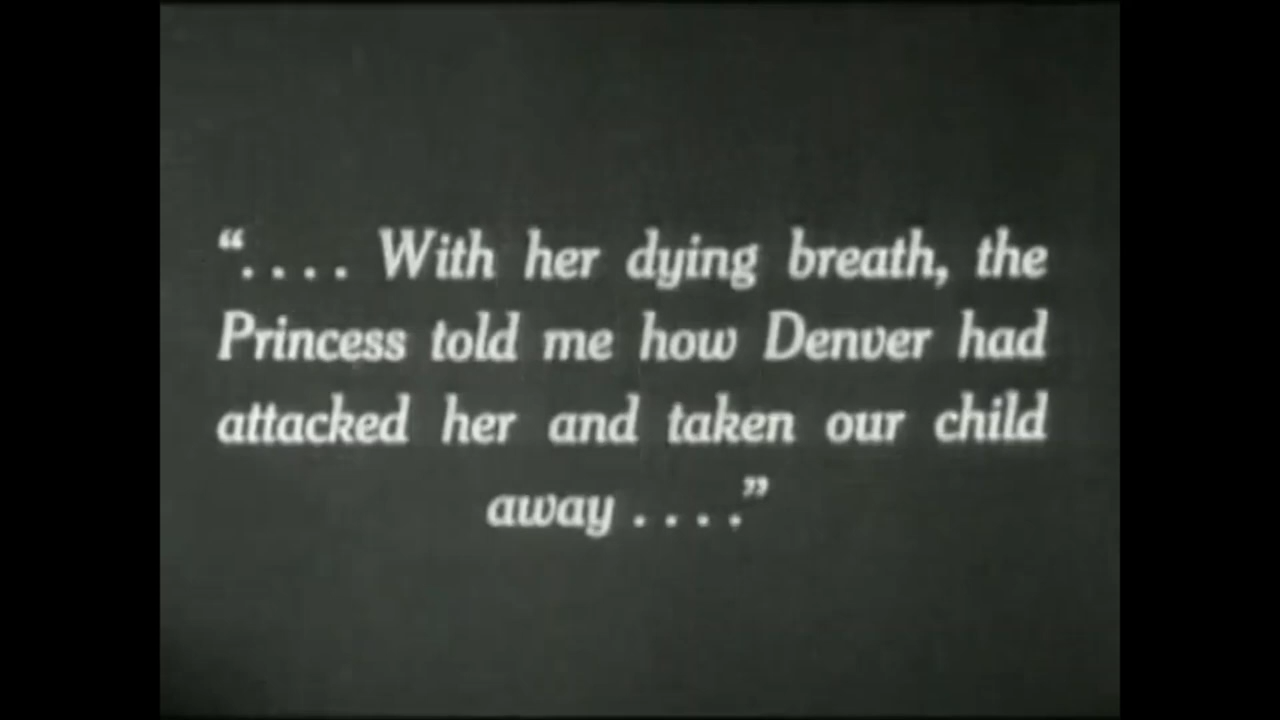 “. . . . With her dying breath, the
Princess told me how Denver had
attacked her and taken our child
away . . . .”